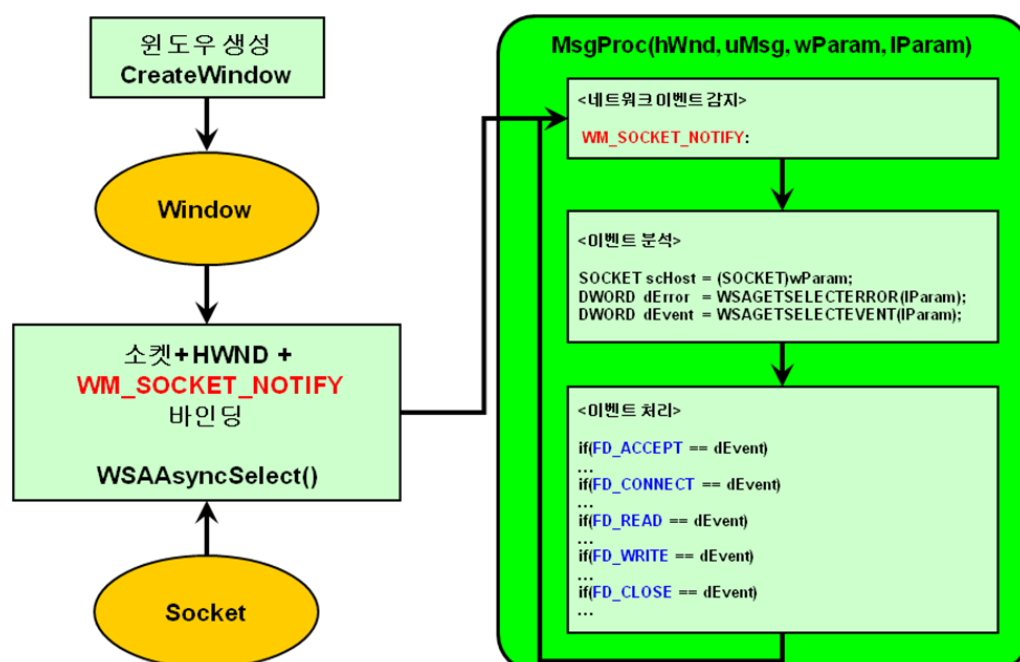 윈도우 생성
CreateWindow
Window
소켓+HWND +
WM_SOCKET_NOTIFY
바인딩
WSAAsyncSelect()
Socket
MsgProc(hWnd, uMsg, wParam, lParam)
<네트워크 이벤트 감지>
WM_SOCKET_NOTIFY:
<이벤트 분석>
SOCKET scHost = (SOCKET)wParam;
DWORD dError = WSAGETSELECTERROR(lParam);
DWORD dEvent = WSAGETSELECTEVENT(lParam);
<이벤트 처리>
if(FD_ACCEPT == dEvent)
...
if(FD_CONNECT == dEvent)
...
if(FD_READ == dEvent)
...
if(FD_WRITE == dEvent)
...
if(FD_CLOSE == dEvent)
...